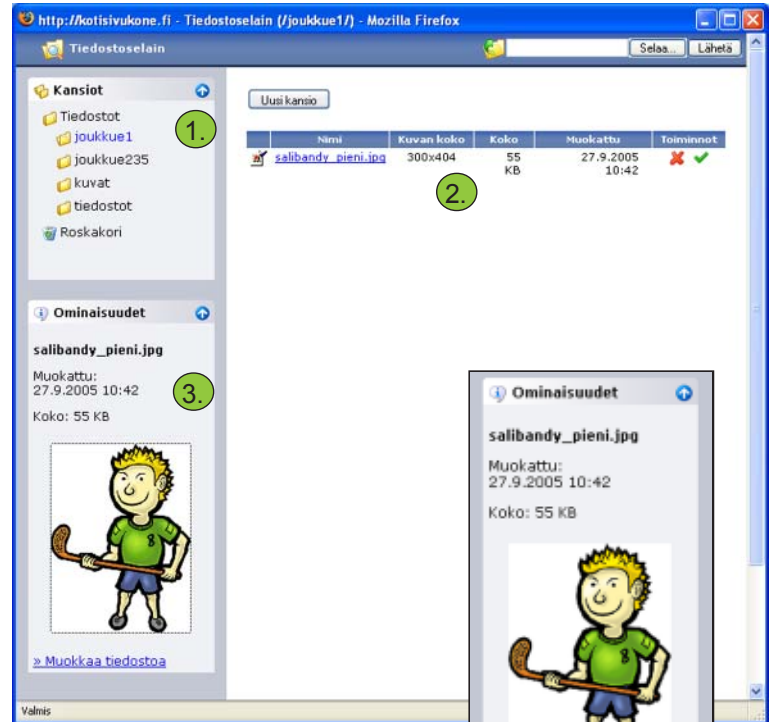 http://kotisivukone.fi - Tiedostoselain (/joukkue1/) - Mozilla Firefox
Tiedostoselain
Selaa... Lähetä
Kansiot
Tiedostot
joukkue1
joukkue235
kuvat
tiedostot
Roskakori
1.
Uusi kansio
Nimi Kuvan koko Koko Muokattu Toiminnot
salibandy_pieni.jpg 300x404 55 KB 27.9.2005 10:42
2.
Ominaisuudet
salibandy_pieni.jpg
Muokattu:
27.9.2005 10:42
Koko: 55 KB
3.
8
» Muokkaa tiedostoa
Ominaisuudet
salibandy_pieni.jpg
Muokattu:
27.9.2005 10:42
Koko: 55 KB
8
Valmis